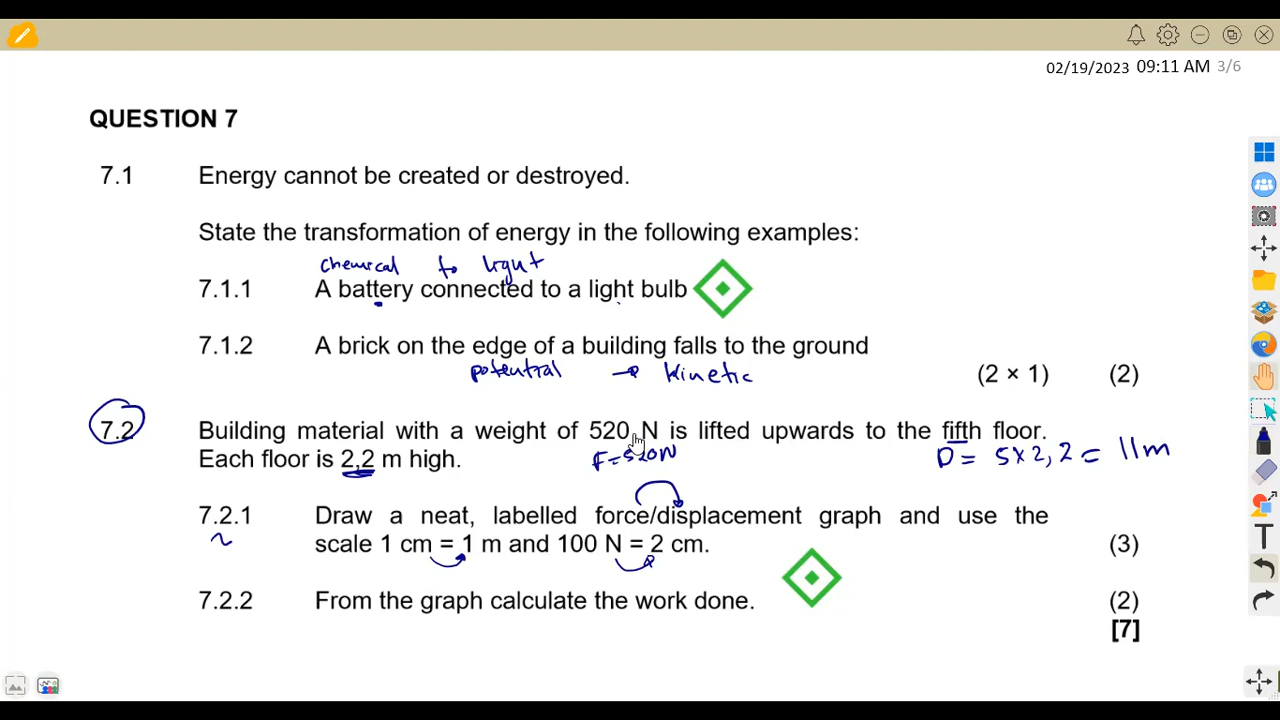 02/19/2023 09:11 AM 3/6
QUESTION 7
7.1 Energy cannot be created or destroyed.
State the transformation of energy in the following examples:
chemical to light
7.1.1 A battery connected to a light bulb
7.1.2 A brick on the edge of a building falls to the ground
potential → kinetic
(2 × 1) (2)
7.2 Building material with a weight of 520 N is lifted upwards to the fifth floor.
Each floor is 2,2 m high. F=520N D = 5×2,2 = 11m
7.2.1 Draw a neat, labelled force/displacement graph and use the
scale 1 cm = 1 m and 100 N = 2 cm. (3)
7.2.2 From the graph calculate the work done. (2)
[7]
T